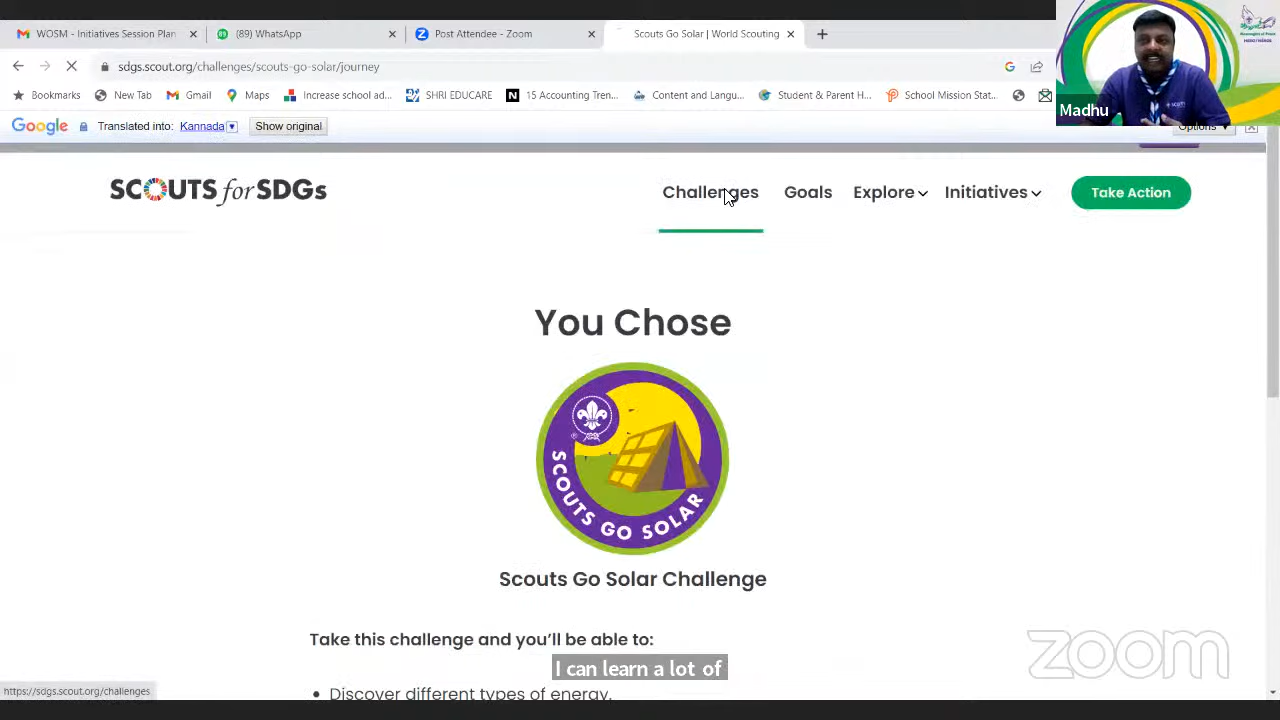 WOSM - Initiatives Session Plan
(89) WhatsApp
Past Attendees - Zoom
Scouts Go Solar | World Scouting
sdgs.scout.org/challenges/scouts-go-solar/journey
Bookmarks
New Tab
Gmail
Maps
Increase school ad...
SHRI EDUCARE
15 Accounting Tren...
Content and Langu...
Student & Parent H...
School Mission Stat...
Madhu
Google
Translated into: Kannada
Show original
Options
SCOUTS for SDGs
Challenges
Goals
Explore
Initiatives
Take Action
You Chose
SCOUTS GO SOLAR
Scouts Go Solar Challenge
Take this challenge and you'll be able to:
I can learn a lot of
• Discover different types of energy.
https://sdgs.scout.org/challenges
zoom